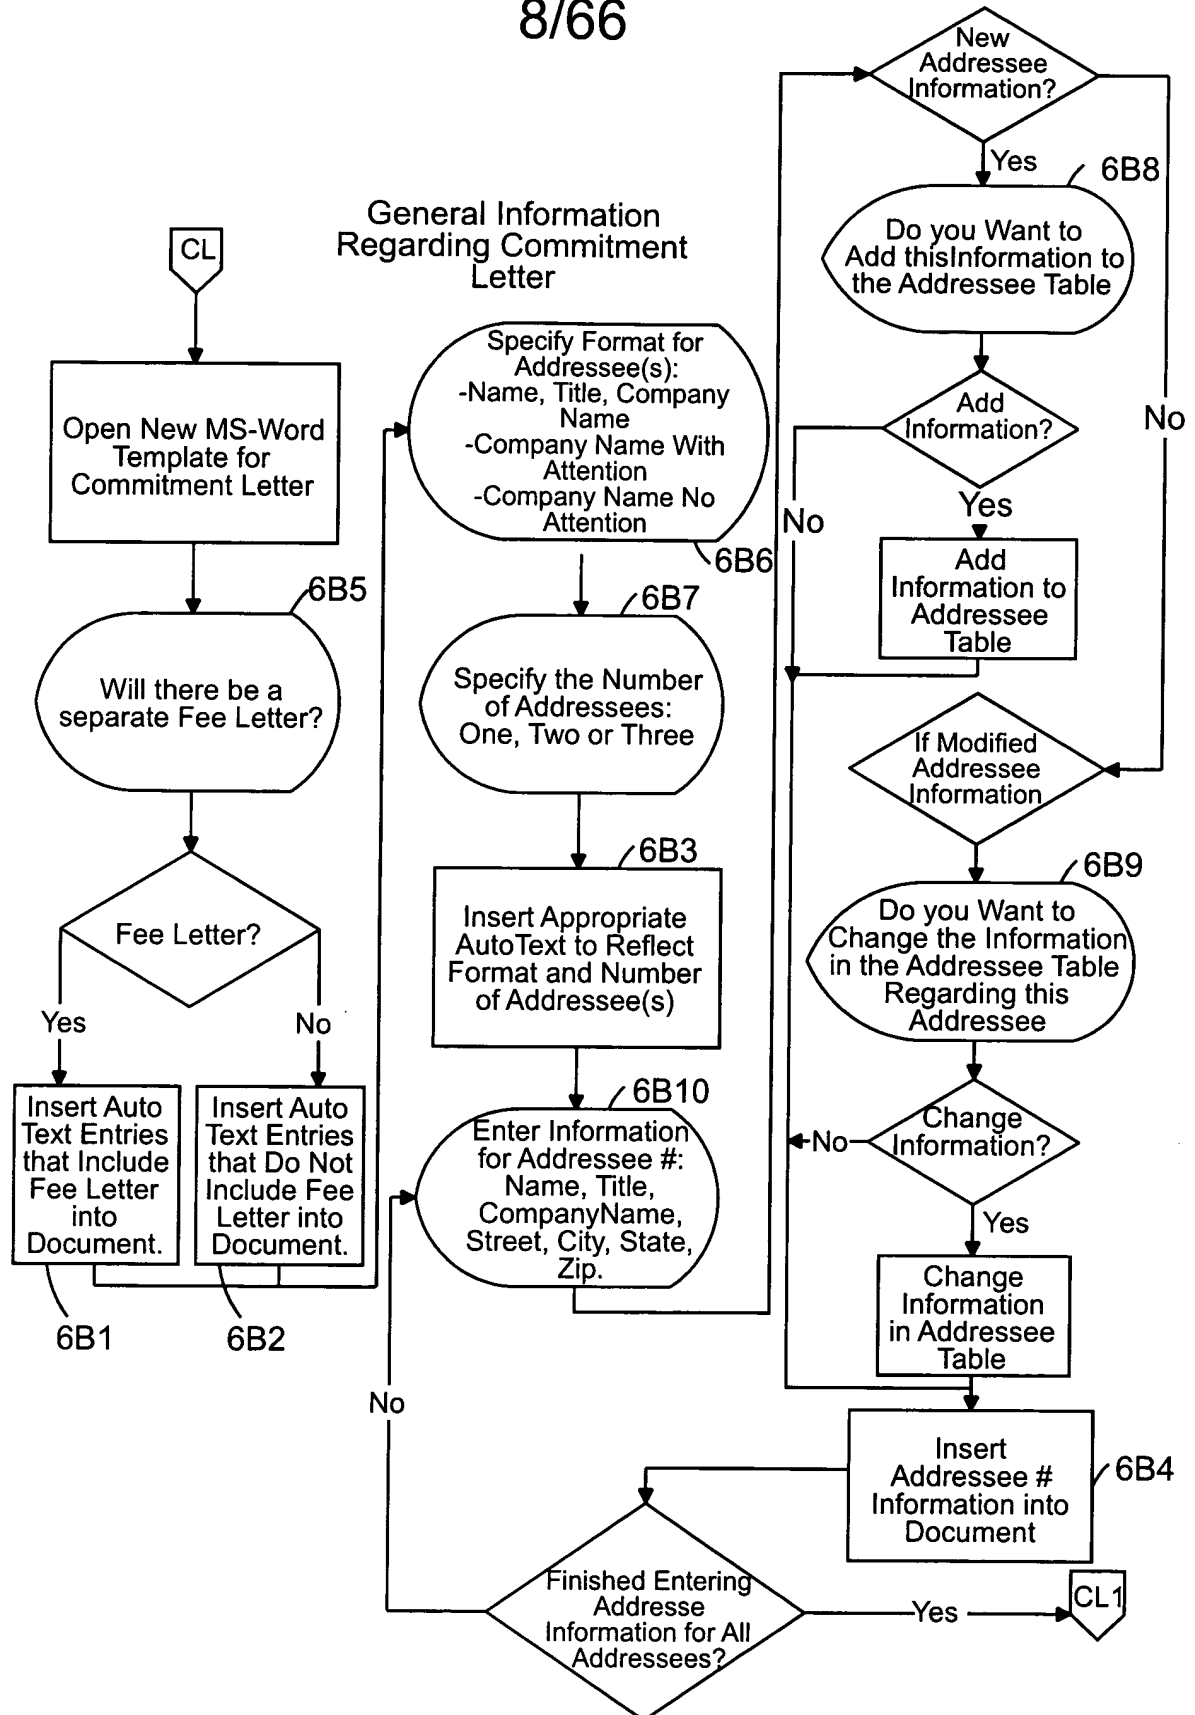 8/66
General Information
Regarding Commitment
Letter
CL
Open New MS-Word
Template for
Commitment Letter
6B5
Will there be a
separate Fee Letter?
Fee Letter?
Yes
No
Insert Auto
Text Entries
that Include
Fee Letter
into
Document.
6B1
Insert Auto
Text Entries
that Do Not
Include Fee
Letter into
Document.
6B2
Specify Format for
Addressee(s):
-Name, Title, Company
Name
-Company Name With
Attention
-Company Name No
Attention
6B6
6B7
Specify the Number
of Addressees:
One, Two or Three
6B3
Insert Appropriate
AutoText to Reflect
Format and Number
of Addressee(s)
6B10
Enter Information
for Addressee #:
Name, Title,
CompanyName,
Street, City, State,
Zip.
No
New
Addressee
Information?
Yes
No
6B8
Do you Want to
Add thisInformation to
the Addressee Table
Add
Information?
No
Yes
Add
Information to
Addressee
Table
If Modified
Addressee
Information
6B9
Do you Want to
Change the Information
in the Addressee Table
Regarding this
Addressee
Change
Information?
No
Yes
Change
Information
in Addressee
Table
Insert
Addressee #
Information into
Document
6B4
Finished Entering
Addresse
Information for All
Addressees?
Yes
CL1